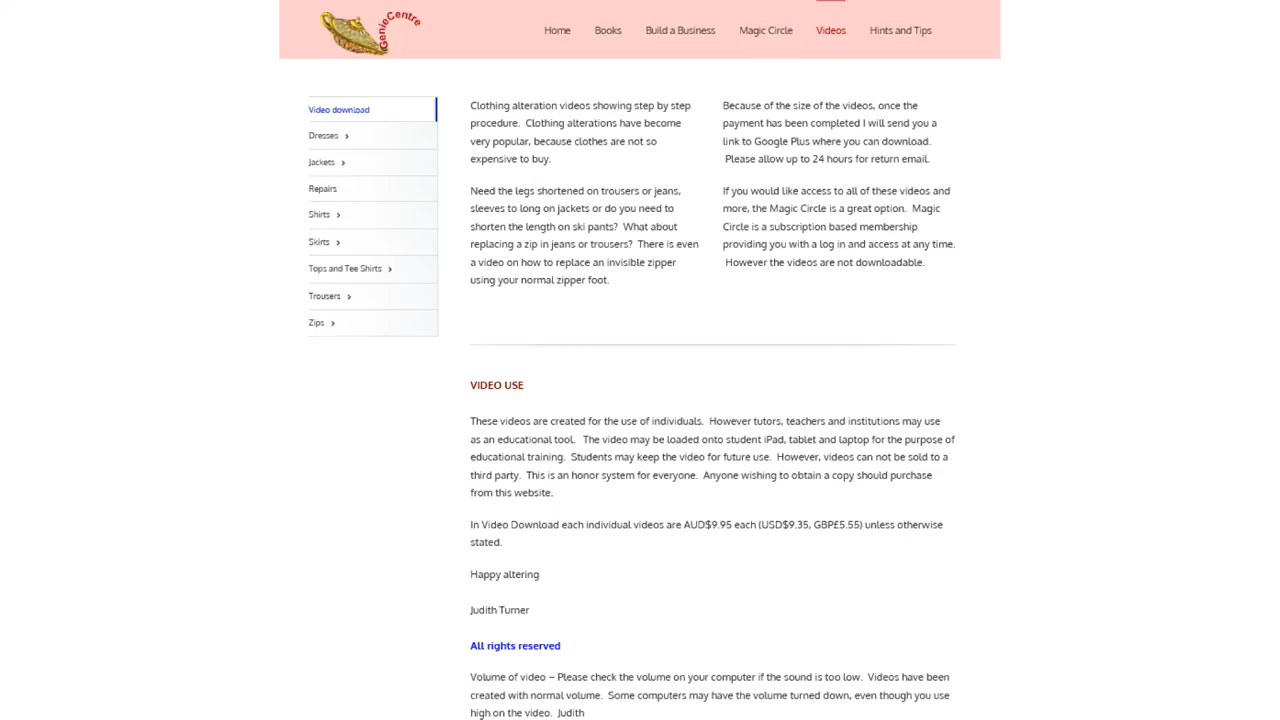 GenieCentre
Home
Books
Build a Business
Magic Circle
Videos
Hints and Tips
Video download
Dresses
Jackets
Repairs
Shirts
Skirts
Tops and Tee Shirts
Trousers
Zips
Clothing alteration videos showing step by step
procedure.  Clothing alterations have become
very popular, because clothes are not so
expensive to buy.
Need the legs shortened on trousers or jeans,
sleeves to long on jackets or do you need to
shorten the length on ski pants?  What about
replacing a zip in jeans or trousers?  There is even
a video on how to replace an invisible zipper
using your normal zipper foot.
Because of the size of the videos, once the
payment has been completed I will send you a
link to Google Plus where you can download.
Please allow up to 24 hours for return email.
If you would like access to all of these videos and
more, the Magic Circle is a great option.  Magic
Circle is a subscription based membership
providing you with a log in and access at any time.
However the videos are not downloadable.
VIDEO USE
These videos are created for the use of individuals.  However tutors, teachers and institutions may use
as an educational tool.   The video may be loaded onto student iPad, tablet and laptop for the purpose of
educational training.  Students may keep the video for future use.  However, videos can not be sold to a
third party.  This is an honor system for everyone.  Anyone wishing to obtain a copy should purchase
from this website.
In Video Download each individual videos are AUD$9.95 each (USD$9.35, GBP£5.55) unless otherwise
stated.
Happy altering
Judith Turner
All rights reserved
Volume of video – Please check the volume on your computer if the sound is too low.  Videos have been
created with normal volume.  Some computers may have the volume turned down, even though you use
high on the video.  Judith